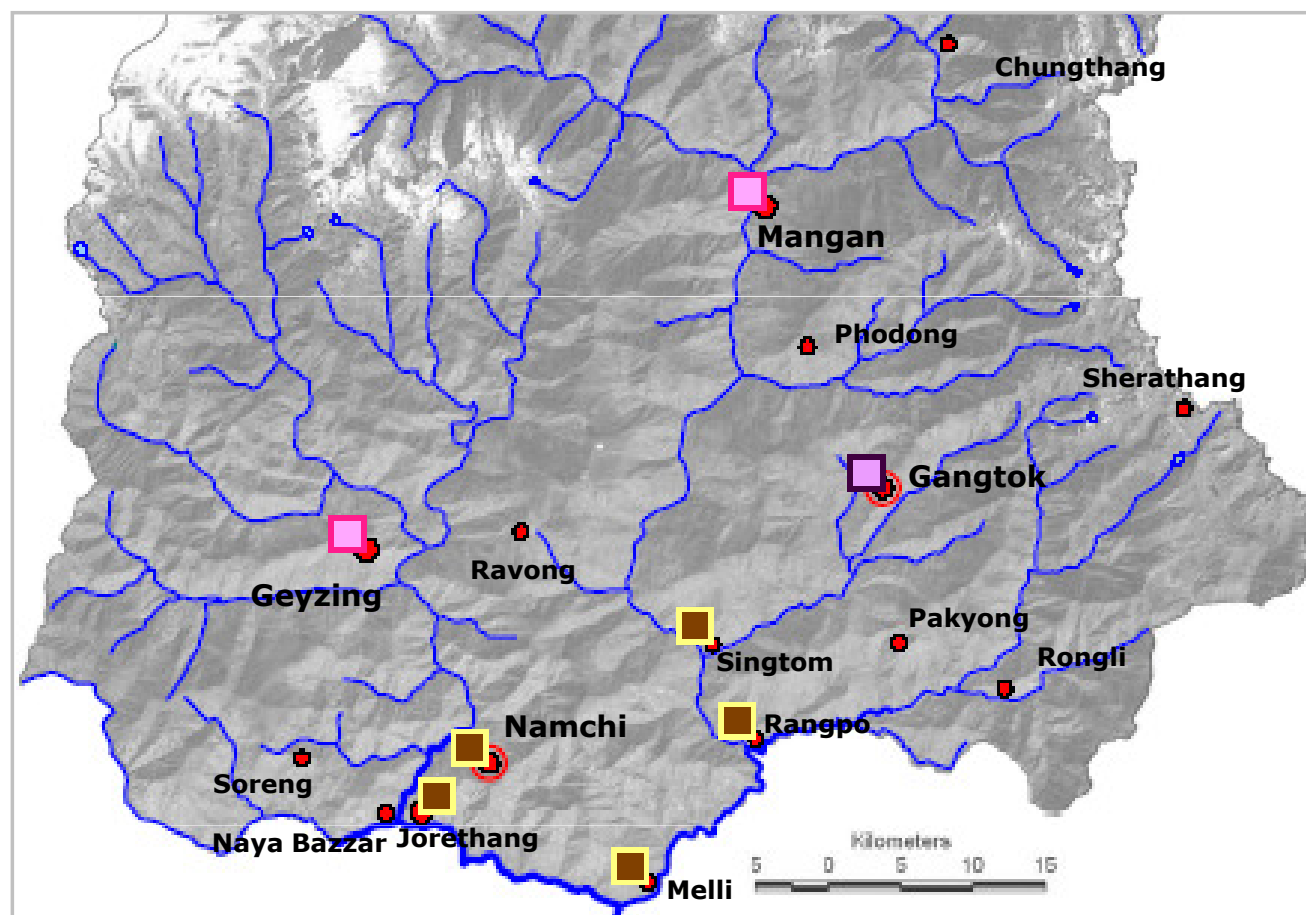 Chungthang
Mangan
Phodong
Sherathang
Gangtok
Ravong
Geyzing
Pakyong
Singtom
Rongli
Namchi
Rangpo
Soreng
Naya Bazzar
Jorethang
Kilometers
5 0 5 10 15
Melli